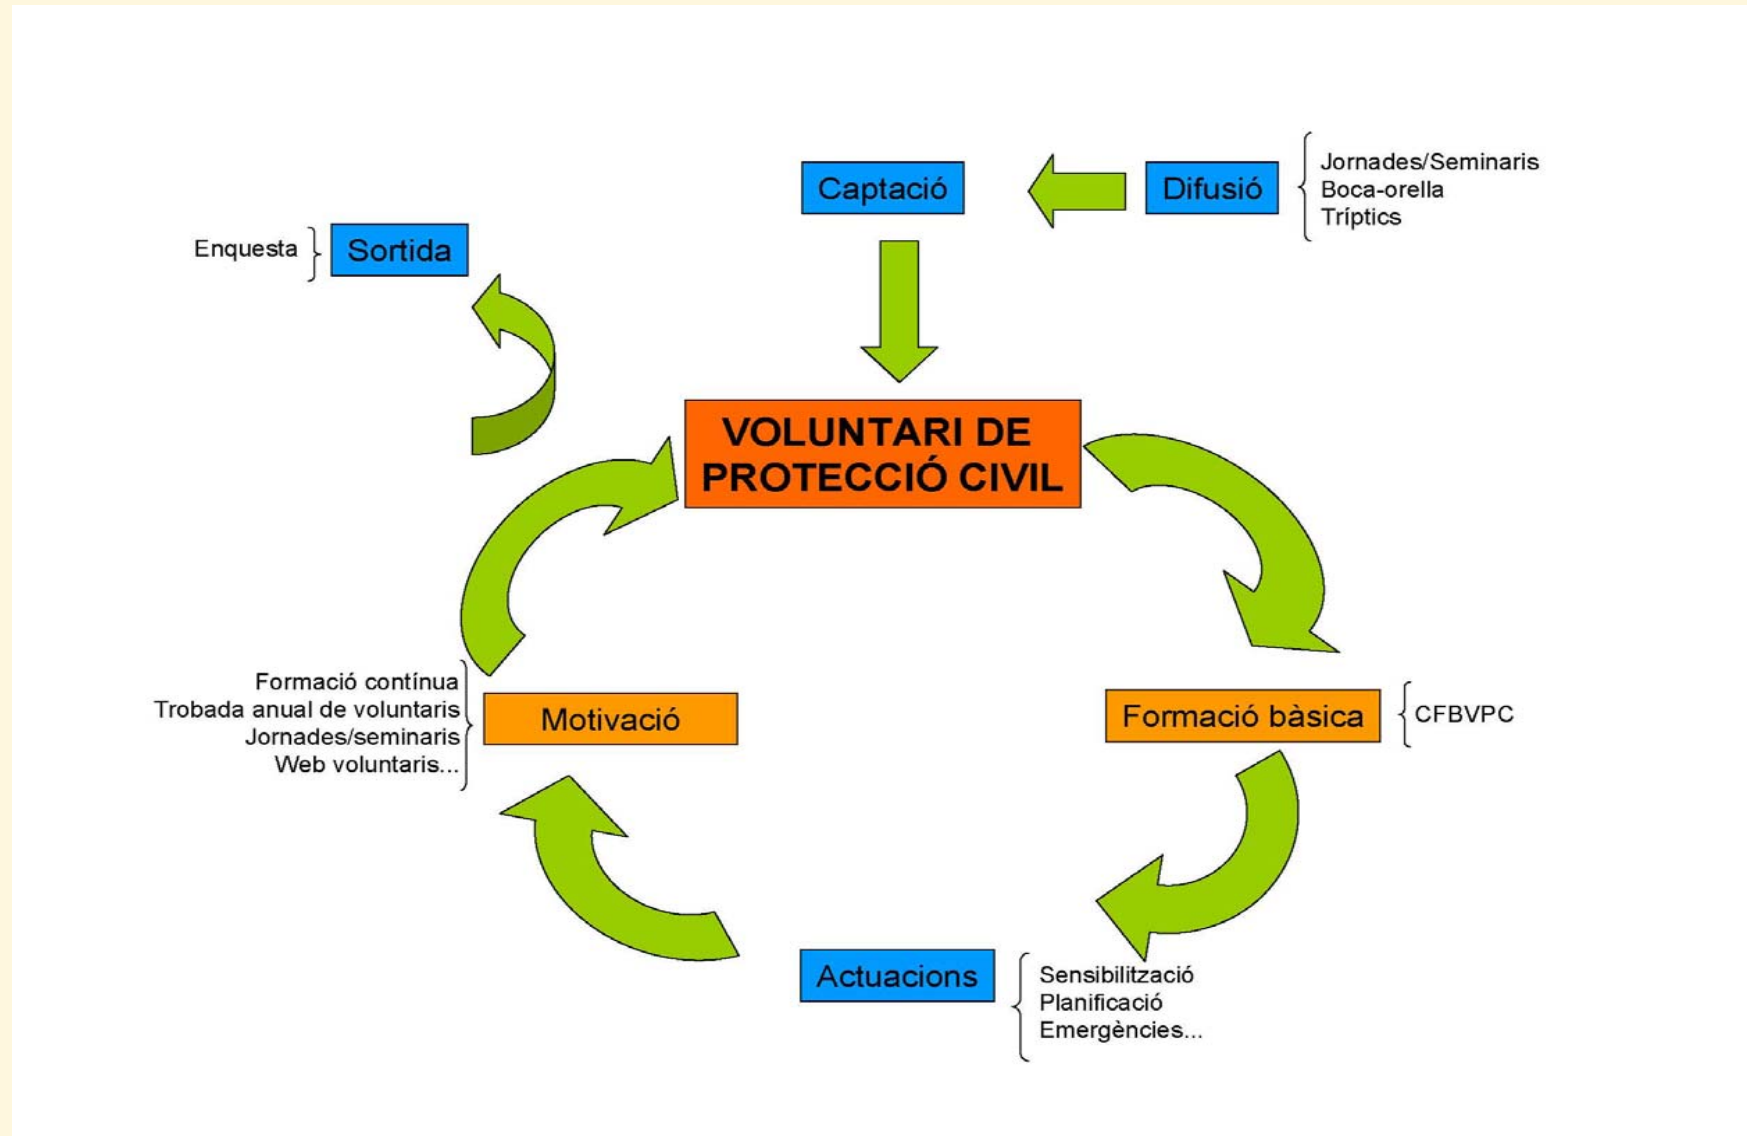 Captació
Difusió
Jornades/Seminaris
Boca-orella
Tríptics
Enquesta
Sortida
VOLUNTARI DE
PROTECCIÓ CIVIL
Formació contínua
Trobada anual de voluntaris
Jornades/seminaris
Web voluntaris...
Motivació
Formació bàsica
CFBVPC
Actuacions
Sensibilització
Planificació
Emergències...